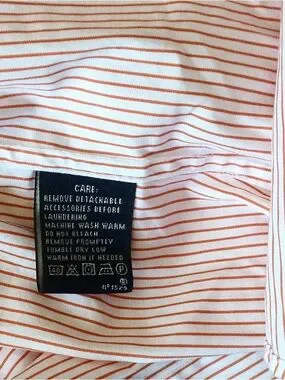 CARE:
REMOVE DETACHABLE
ACCESSORIES BEFORE
LAUNDERING
MACHINE WASH WARM
DO NOT BLEACH
REMOVE PROMPTLY
TUMBLE DRY LOW
WARM IRON IF NEEDED